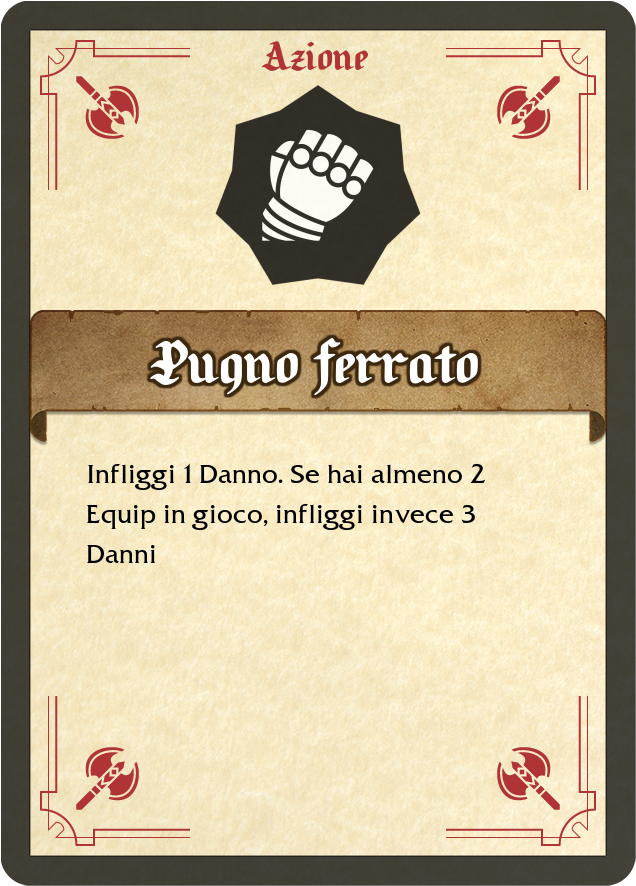 Azione
Pugno ferrato
Infliggi 1 Danno. Se hai almeno 2
Equip in gioco, infliggi invece 3
Danni